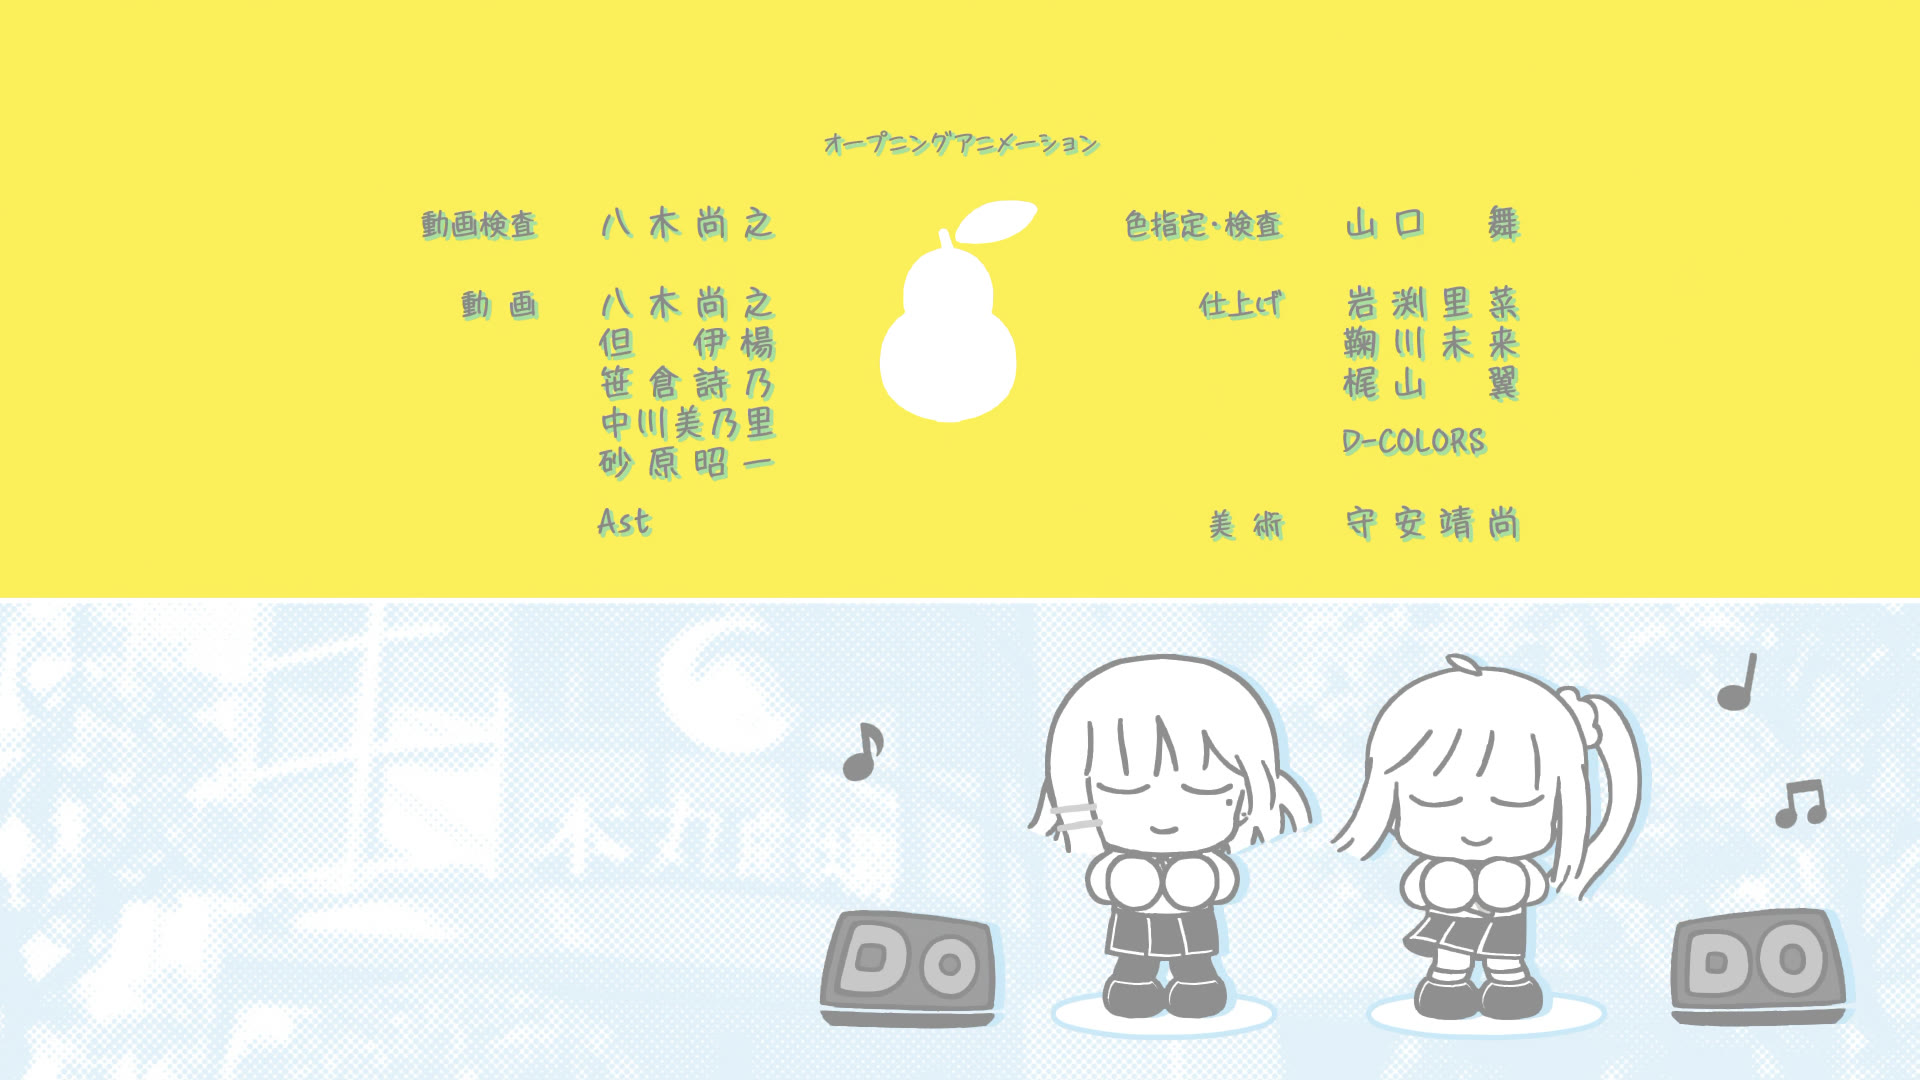 オープニングアニメーション
動画検査 八木尚之
動画 八木尚之
但 伊楊
笹倉詩乃
中川美乃里
砂原昭一
Ast
色指定・検査 山口 舞
仕上げ 岩渕里菜
鞠川未来
梶山 翼
D-COLORS
美術 守安靖尚
DO
DO